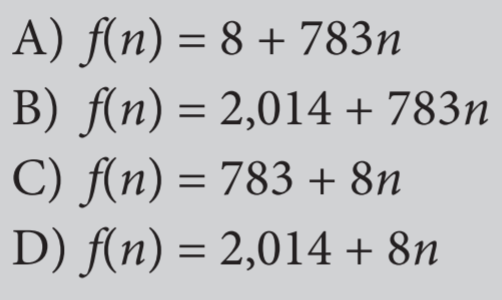 A) f(n) = 8 + 783n
B) f(n) = 2,014 + 783n
C) f(n) = 783 + 8n
D) f(n) = 2,014 + 8n